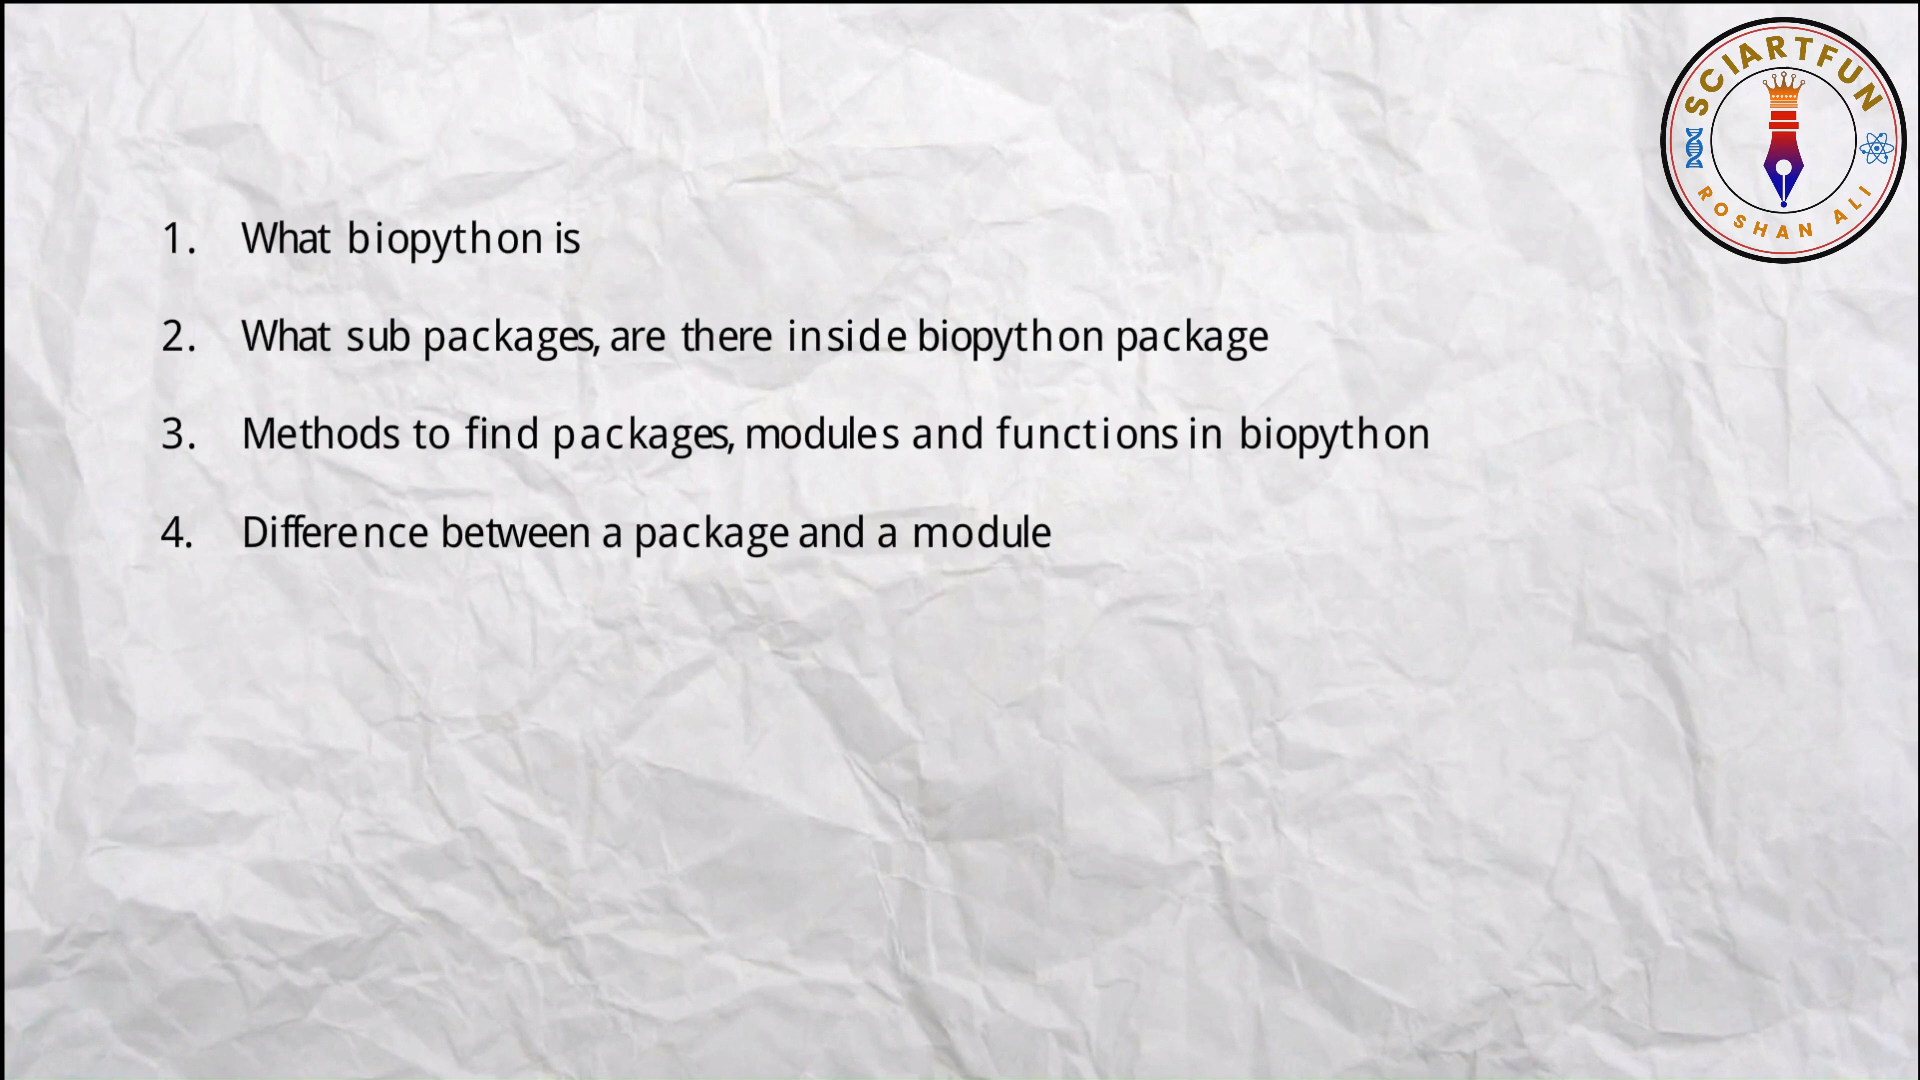 SCIARTFUN
ROSHAN ALI
1. What biopython is
2. What sub packages, are there inside biopython package
3. Methods to find packages, modules and functions in biopython
4. Difference between a package and a module